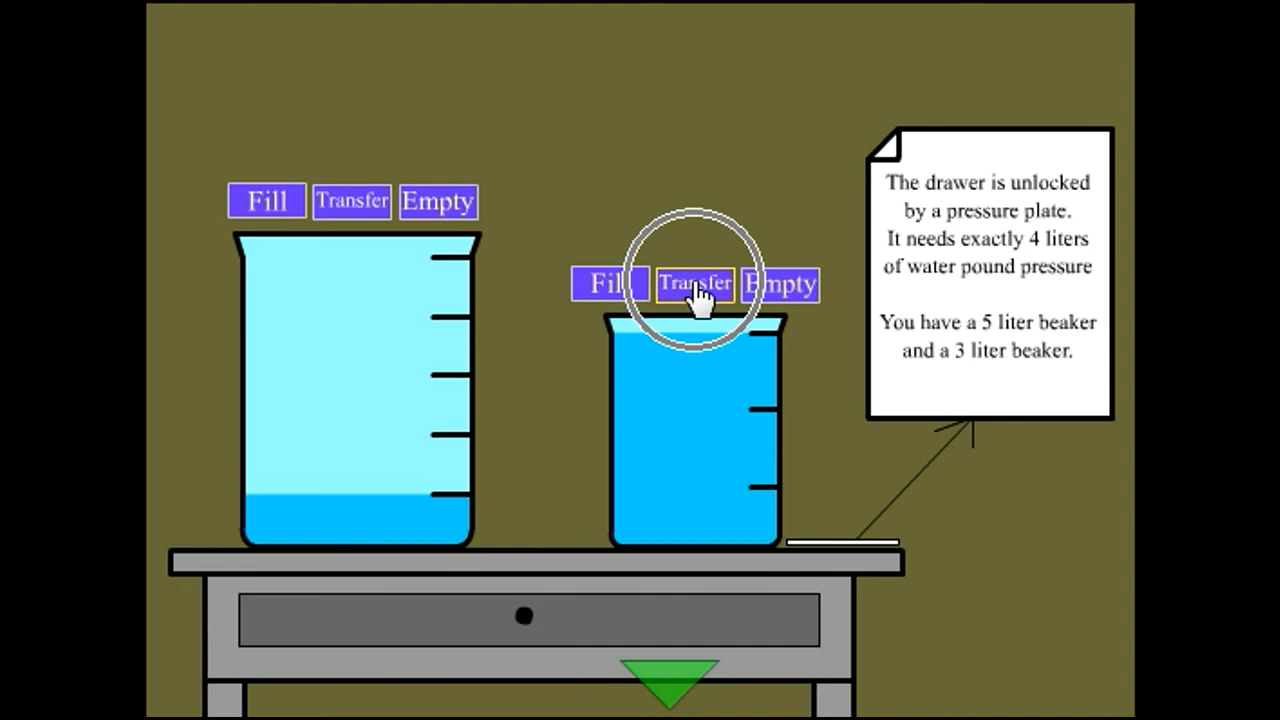 Fill Transfer Empty
Fill Transfer Empty
The drawer is unlocked
by a pressure plate.
It needs exactly 4 liters
of water pound pressure
You have a 5 liter beaker
and a 3 liter beaker.